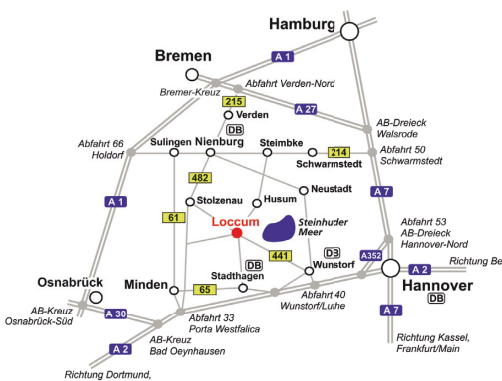 Hamburg
Bremen
A 1
Abfahrt Verden-Nord
Bremer-Kreuz
215
A 27
Verden
DB
AB-Dreieck
Walsrode
Abfahrt 66
Holdorf
Sulingen
Nienburg
Steimbke
214
Schwarmstedt
Abfahrt 50
Schwarmstedt
482
Neustadt
A 7
A 1
Stolzenau
Husum
61
Loccum
Steinhuder
Meer
Abfahrt 53
AB-Dreieck
Hannover-Nord
441
D3
A352
Wunstorf
DB
Stadthagen
A 2
Richtung Be
Osnabrück
Minden
65
Hannover
DB
Abfahrt 40
Wunstorf/Luhe
AB-Kreuz
Osnabrück-Süd
A 30
Abfahrt 33
Porta Westfalica
A 7
AB-Kreuz
Bad Oeynhausen
A 2
Richtung Kassel,
Frankfurt/Main
Richtung Dortmund,